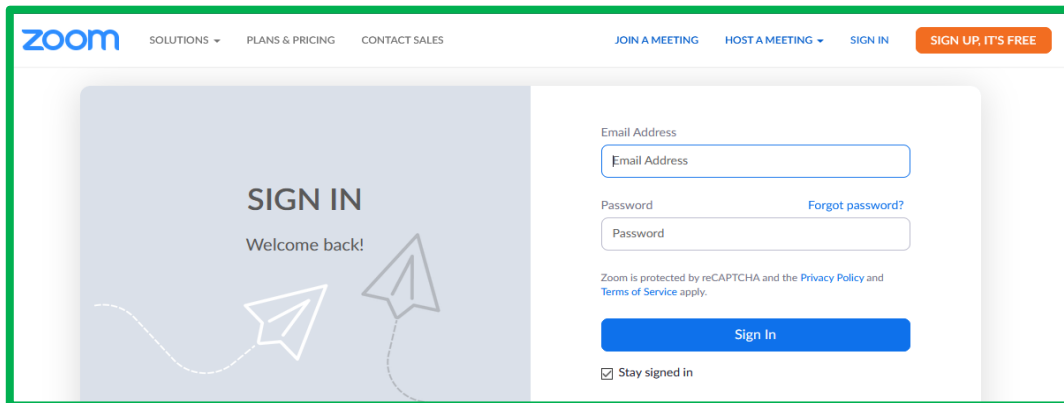 zoom SOLUTIONS PLANS & PRICING CONTACT SALES JOIN A MEETING HOST A MEETING SIGN IN SIGN UP, IT'S FREE
SIGN IN
Welcome back!
Email Address
Email Address
Password Forgot password?
Password
Zoom is protected by reCAPTCHA and the Privacy Policy and
Terms of Service apply.
Sign In
Stay signed in